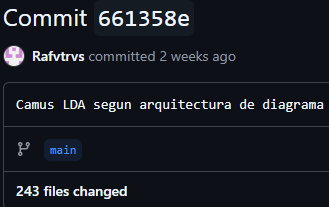 Commit 661358e
Rafvtrvs committed 2 weeks ago
Camus LDA segun arquitectura de diagrama
main
243 files changed